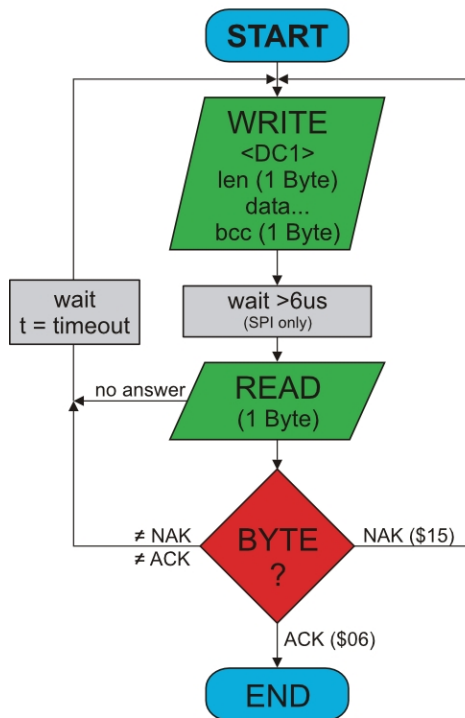 START
WRITE
<DC1>
len (1 Byte)
data...
bcc (1 Byte)
wait
t = timeout
wait >6us
(SPI only)
no answer
READ
(1 Byte)
≠ NAK
≠ ACK
BYTE
?
NAK ($15)
ACK ($06)
END